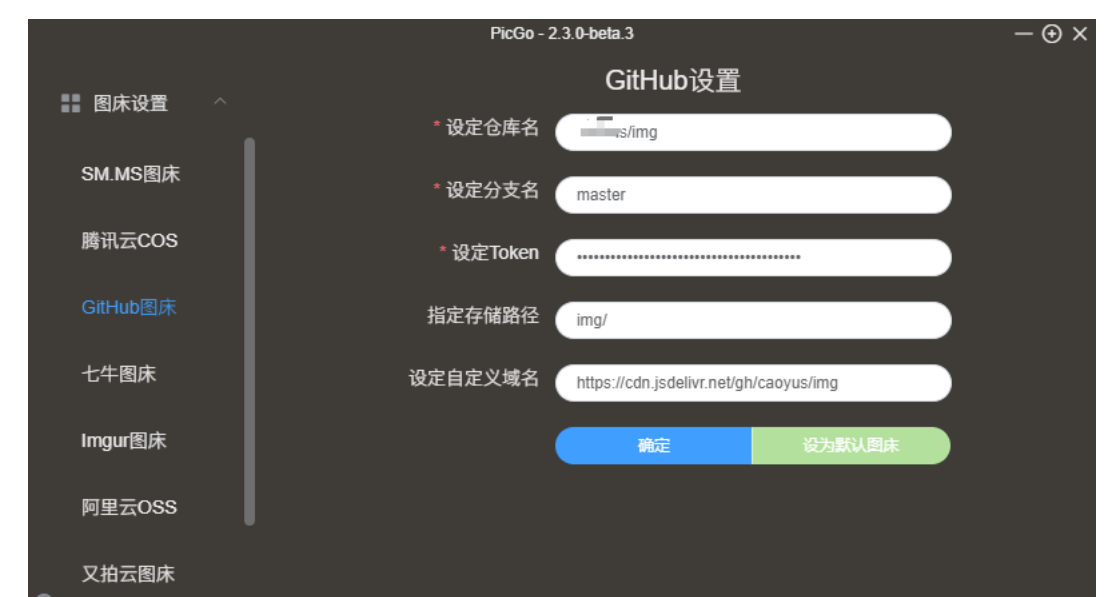 PicGo - 2.3.0-beta.3
图床设置
SM.MS图床
腾讯云COS
GitHub图床
七牛图床
Imgur图床
阿里云OSS
又拍云图床
GitHub设置
* 设定仓库名
s/img
* 设定分支名
master
* 设定Token
指定存储路径
img/
设定自定义域名
https://cdn.jsdelivr.net/gh/caoyus/img
确定
设为默认图床